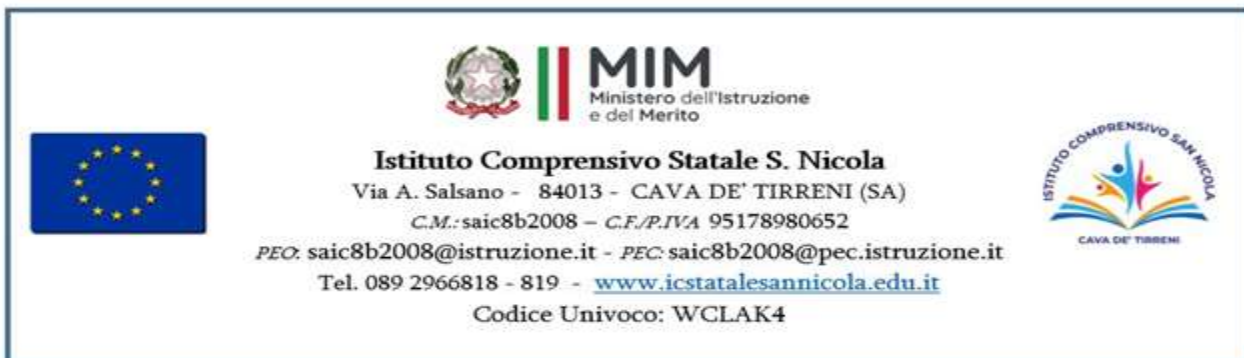 MIM
Ministero dell'Istruzione
e del Merito
Istituto Comprensivo Statale S. Nicola
Via A. Salsano - 84013 - CAVA DE' TIRRENI (SA)
C.M.: saic8b2008 – C.F./P.IVA 95178980652
PEO: saic8b2008@istruzione.it - PEC: saic8b2008@pec.istruzione.it
Tel. 089 2966818 - 819 - www.icstatalesannicola.edu.it
Codice Univoco: WCLAK4
ISTITUTO COMPRENSIVO SAN NICOLA
CAVA DE' TIRRENI